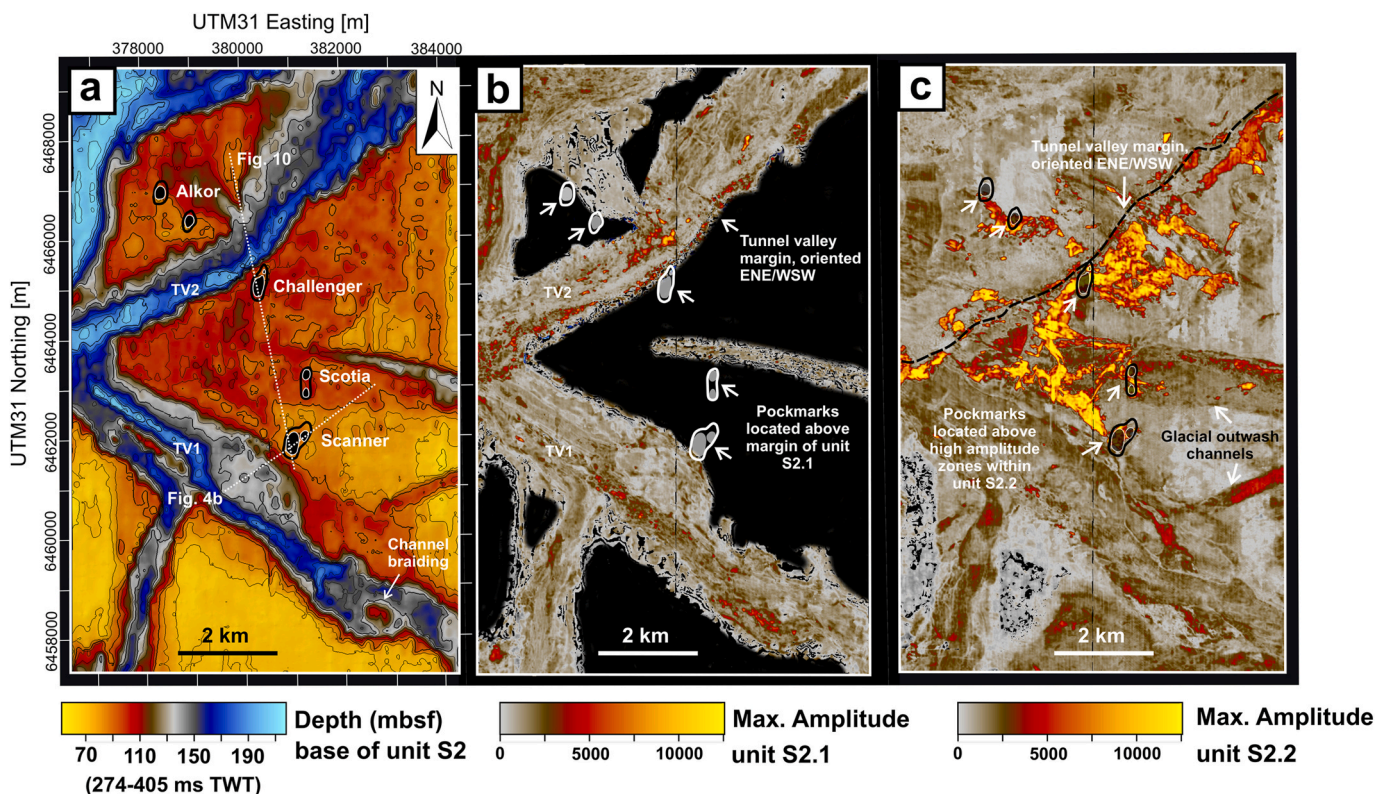 UTM31 Easting [m]
378000 380000 382000 384000
UTM31 Northing [m]
6468000
6466000
6464000
6462000
6460000
6458000
a
N
Fig. 10
Alkor
TV2
Challenger
Scotia
Scanner
TV1
Fig. 4b
Channel
braiding
2 km
b
Tunnel valley
margin, oriented
ENE/WSW
TV2
Pockmarks
located above
margin of unit
S2.1
TV1
2 km
c
Tunnel valley margin,
oriented ENE/WSW
Pockmarks
located above
high amplitude
zones within
unit S2.2
Glacial outwash
channels
2 km
70 110 150 190
Depth (mbsf)
base of unit S2
(274-405 ms TWT)
0 5000 10000
Max. Amplitude
unit S2.1
0 5000 10000
Max. Amplitude
unit S2.2